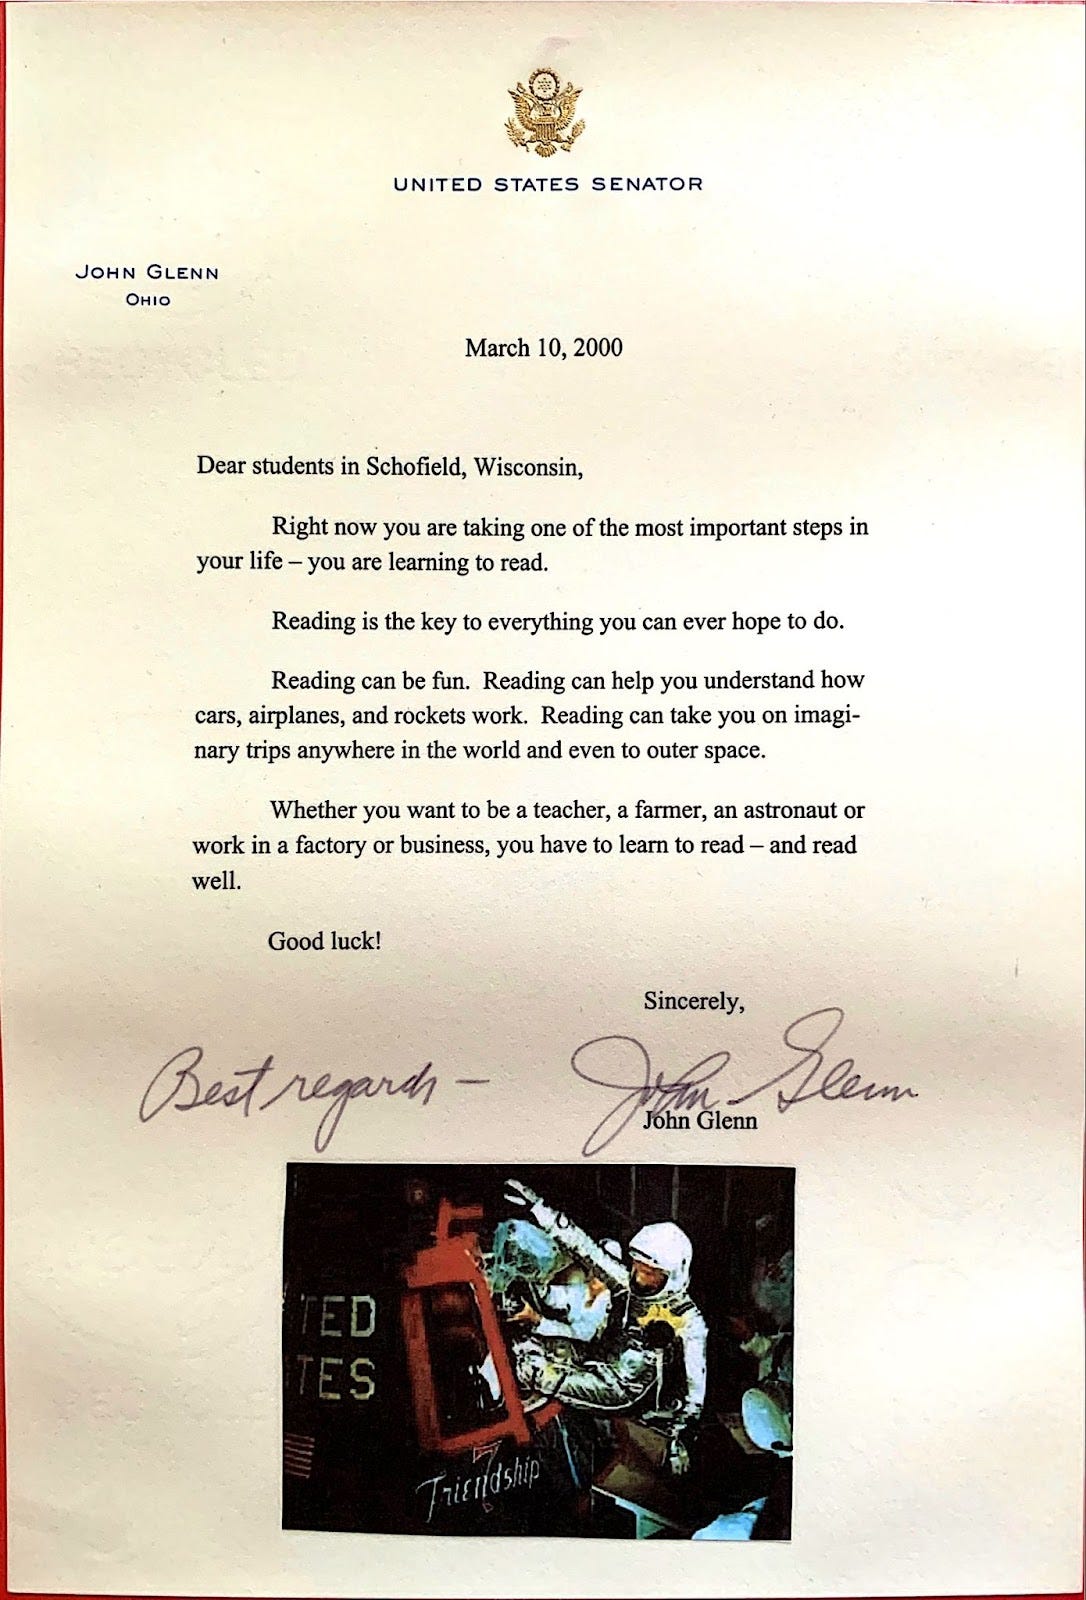 UNITED STATES SENATOR
JOHN GLENN
OHIO
March 10, 2000
Dear students in Schofield, Wisconsin,
Right now you are taking one of the most important steps in
your life – you are learning to read.
Reading is the key to everything you can ever hope to do.
Reading can be fun. Reading can help you understand how
cars, airplanes, and rockets work. Reading can take you on imagi-
nary trips anywhere in the world and even to outer space.
Whether you want to be a teacher, a farmer, an astronaut or
work in a factory or business, you have to learn to read – and read
well.
Good luck!
Sincerely,
Best regards – John Glenn
John Glenn
TED
TES
Friendship
7